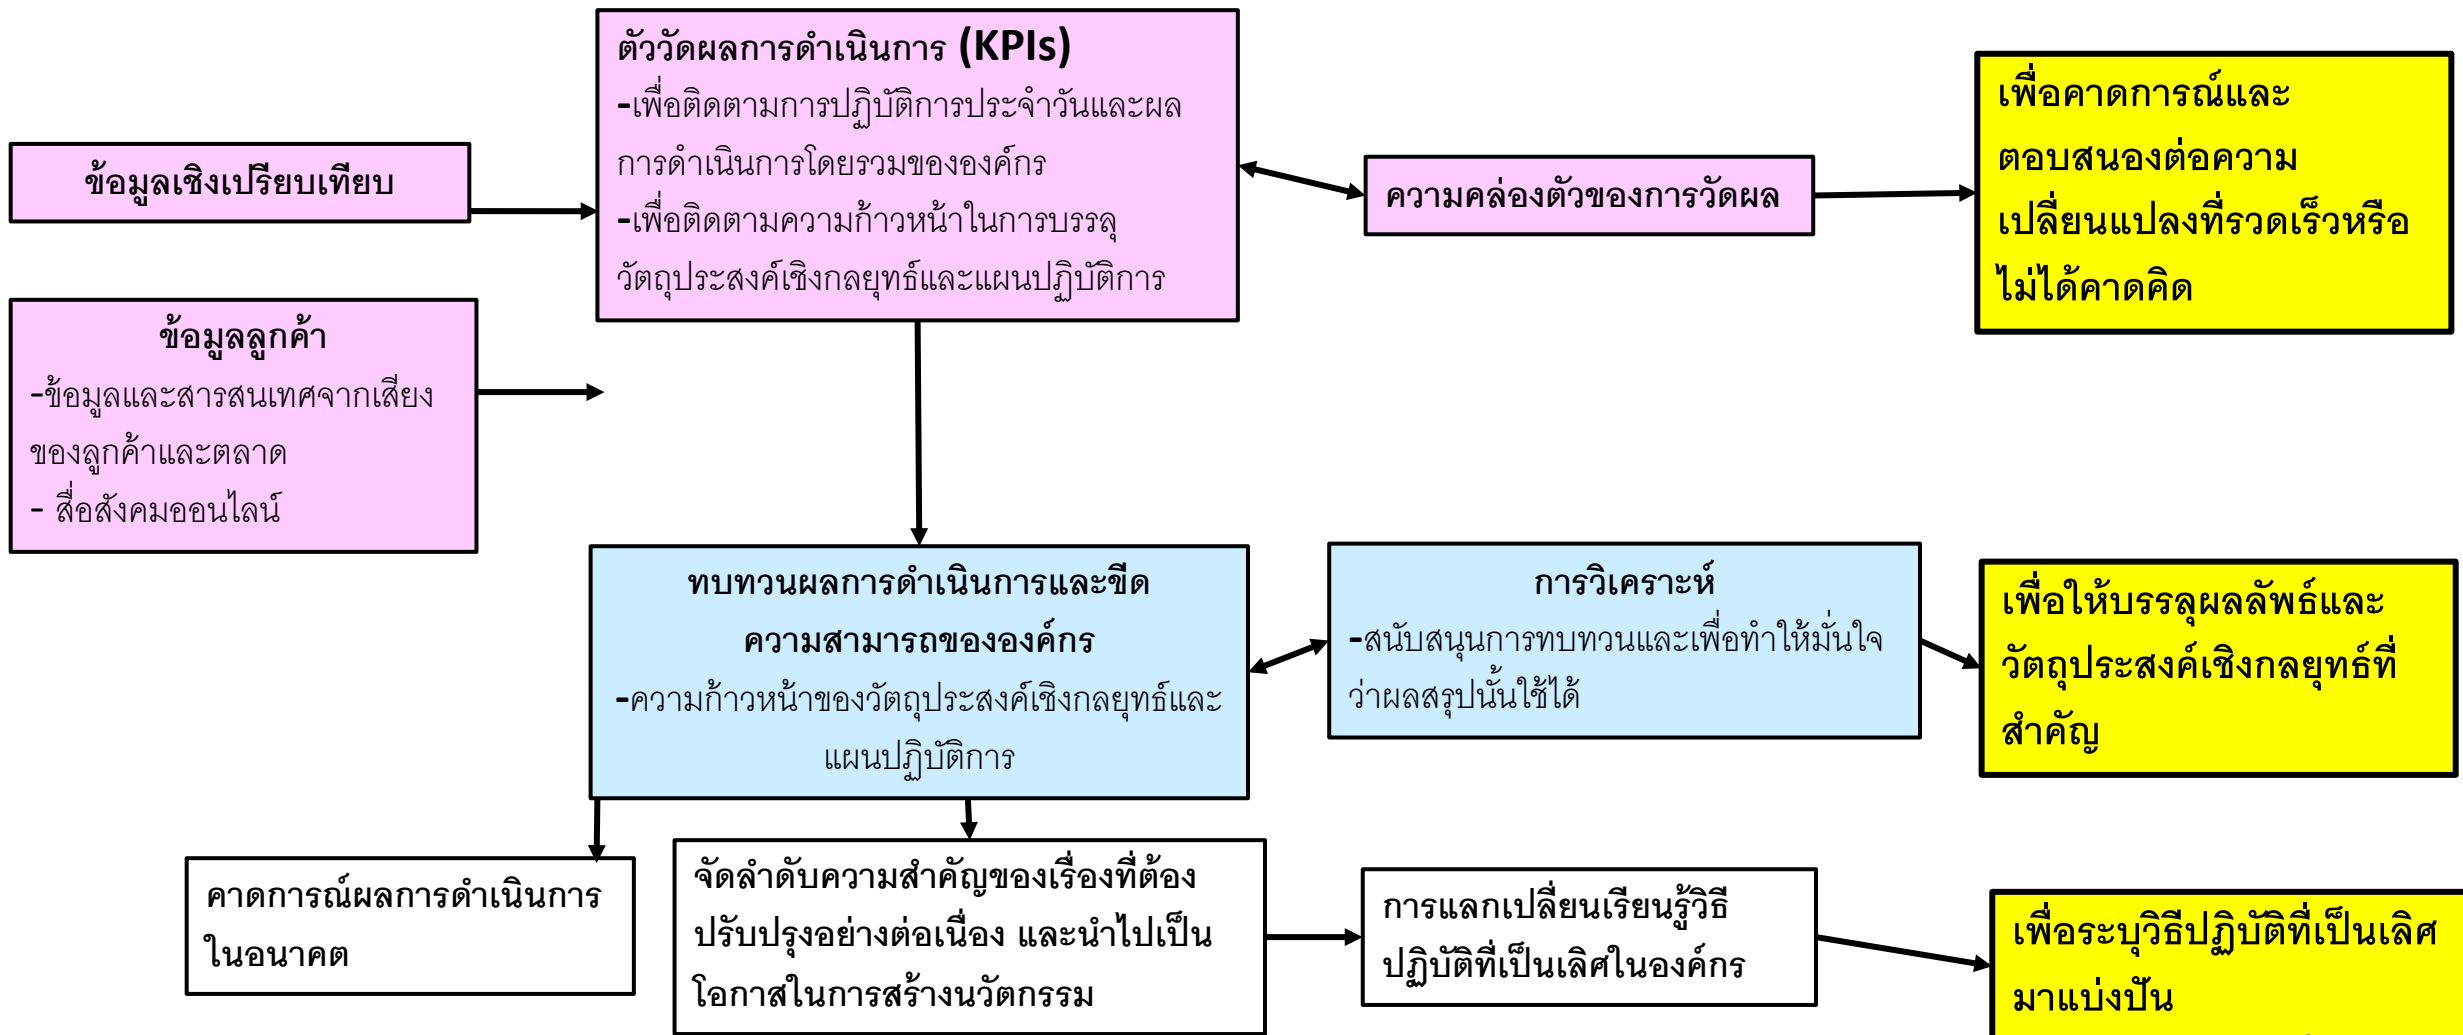 ตัววัดผลการดำเนินการ (KPIs)
-เพื่อติดตามการปฏิบัติการประจำวันและผล
การดำเนินการโดยรวมขององค์กร
-เพื่อติดตามความก้าวหน้าในการบรรลุ
วัตถุประสงค์เชิงกลยุทธ์และแผนปฏิบัติการ
ข้อมูลเชิงเปรียบเทียบ
ความคล่องตัวของการวัดผล
เพื่อคาดการณ์และ
ตอบสนองต่อความ
เปลี่ยนแปลงที่รวดเร็วหรือ
ไม่ได้คาดคิด
ข้อมูลลูกค้า
-ข้อมูลและสารสนเทศจากเสียง
ของลูกค้าและตลาด
- สื่อสังคมออนไลน์
ทบทวนผลการดำเนินการและขีด
ความสามารถขององค์กร
-ความก้าวหน้าของวัตถุประสงค์เชิงกลยุทธ์และ
แผนปฏิบัติการ
การวิเคราะห์
-สนับสนุนการทบทวนและเพื่อทำให้มั่นใจ
ว่าผลสรุปนั้นใช้ได้
เพื่อให้บรรลุผลลัพธ์และ
วัตถุประสงค์เชิงกลยุทธ์ที่
สำคัญ
คาดการณ์ผลการดำเนินการ
ในอนาคต
จัดลำดับความสำคัญของเรื่องที่ต้อง
ปรับปรุงอย่างต่อเนื่อง และนำไปเป็น
โอกาสในการสร้างนวัตกรรม
การแลกเปลี่ยนเรียนรู้วิธี
ปฏิบัติที่เป็นเลิศในองค์กร
เพื่อระบุวิธีปฏิบัติที่เป็นเลิศ
มาแบ่งปัน